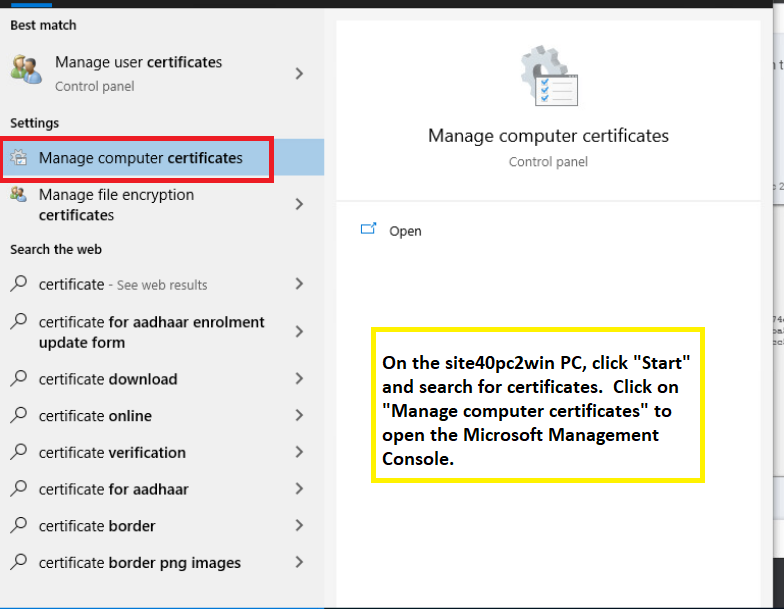 Best match
Manage user certificates
Control panel
Settings
Manage computer certificates
Manage file encryption
certificates
Search the web
certificate - See web results
certificate for aadhaar enrolment
update form
certificate download
certificate online
certificate verification
certificate for aadhaar
certificate border
certificate border png images
Manage computer certificates
Control panel
Open
On the site40pc2win PC, click "Start"
and search for certificates.  Click on
"Manage computer certificates" to
open the Microsoft Management
Console.